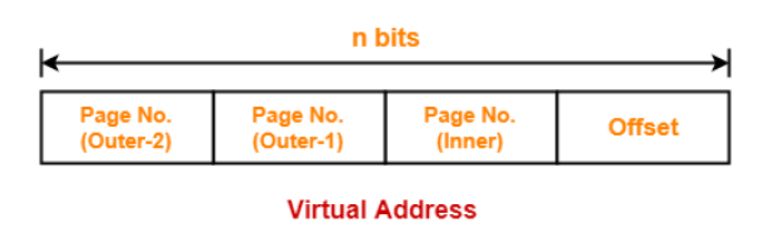 n bits
Page No.
(Outer-2)
Page No.
(Outer-1)
Page No.
(Inner)
Offset
Virtual Address